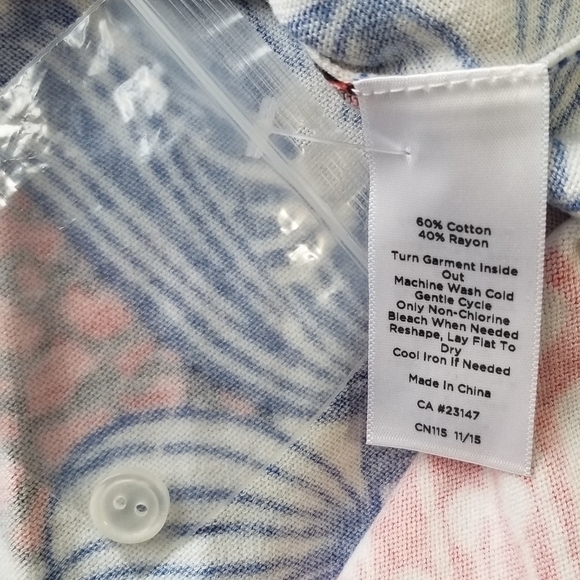 60% Cotton
40% Rayon
Turn Garment Inside
Out
Machine Wash Cold
Gentle Cycle
Only Non-Chlorine
Bleach When Needed
Reshape, Lay Flat To
Dry
Cool Iron If Needed
Made In China
CA #23147
CN115 11/15